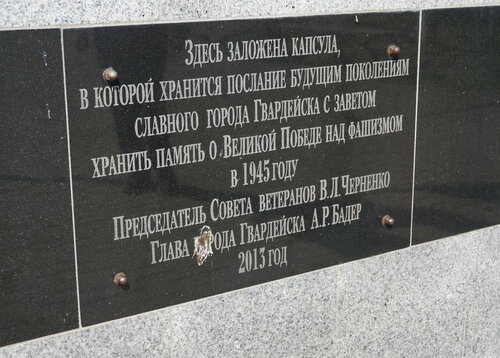 Здесь заложена капсула,
в которой хранится послание будущим поколениям
славного города Гвардейска с заветом
хранить память о Великой Победе над фашизмом
в 1945 году
Председатель Совета ветеранов В.Л.Черненко
Глава города Гвардейска А.Р.Бадер
2013 год